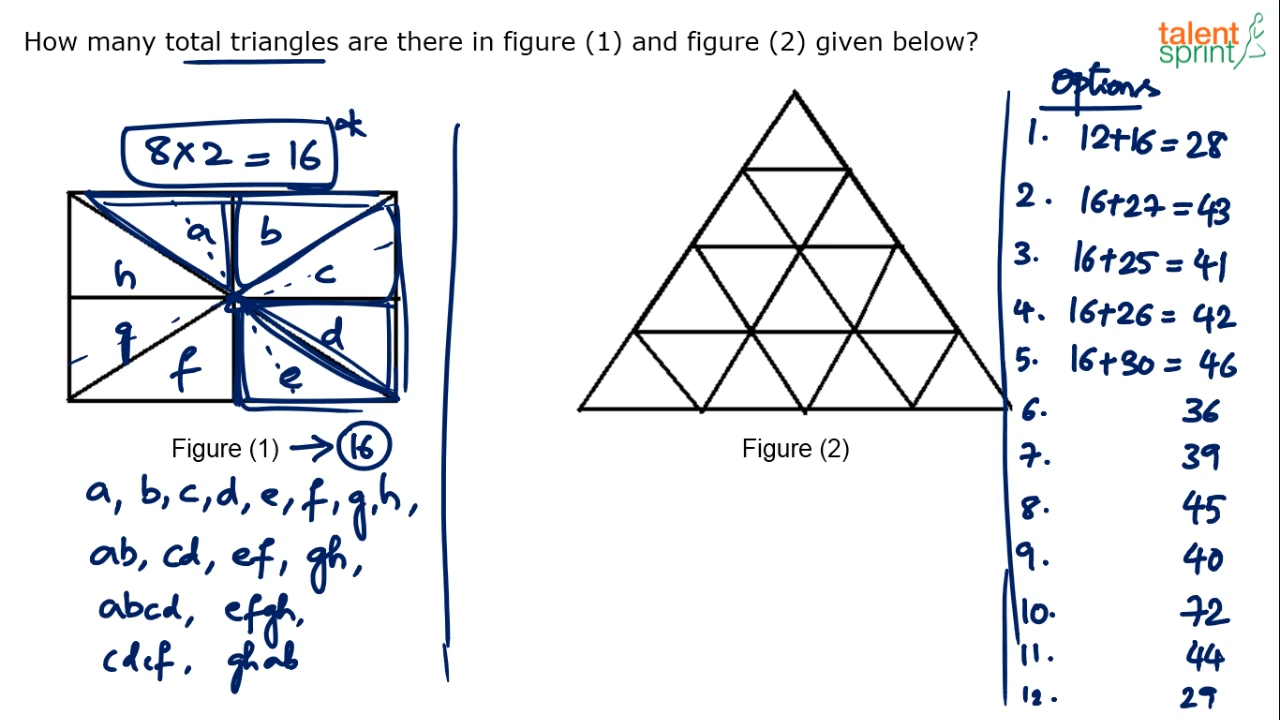 How many total triangles are there in figure (1) and figure (2) given below?
talent
sprint
8×2 = 16 *
a
b
c
d
e
f
g
h
Figure (1) → 16
a, b, c, d, e, f, g, h,
ab, cd, ef, gh,
abcd, efgh,
cdef, ghab
Figure (2)
Options
1. 12+16 = 28
2. 16+27 = 43
3. 16+25 = 41
4. 16+26 = 42
5. 16+30 = 46
6. 36
7. 39
8. 45
9. 40
10. 72
11. 44
12. 29